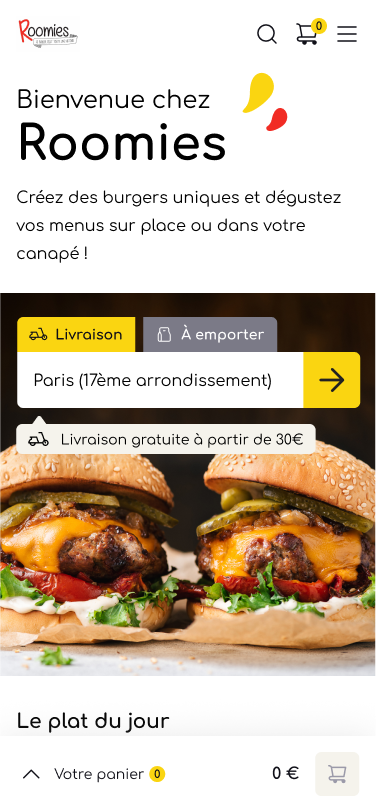 Roomies
0
Bienvenue chez
Roomies
Créez des burgers uniques et dégustez
vos menus sur place ou dans votre
canapé !
Livraison
À emporter
Paris (17ème arrondissement)
Livraison gratuite à partir de 30€
Le plat du jour
Votre panier 0
0 €